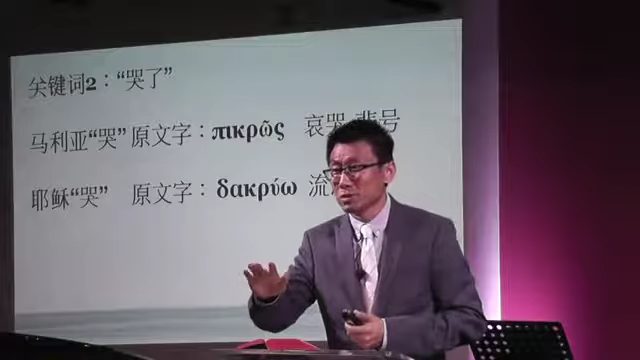 关键词2：“哭了”
马利亚“哭” 原文字：πικρῶς 哀哭 悲号
耶稣“哭” 原文字：δακρύω 流